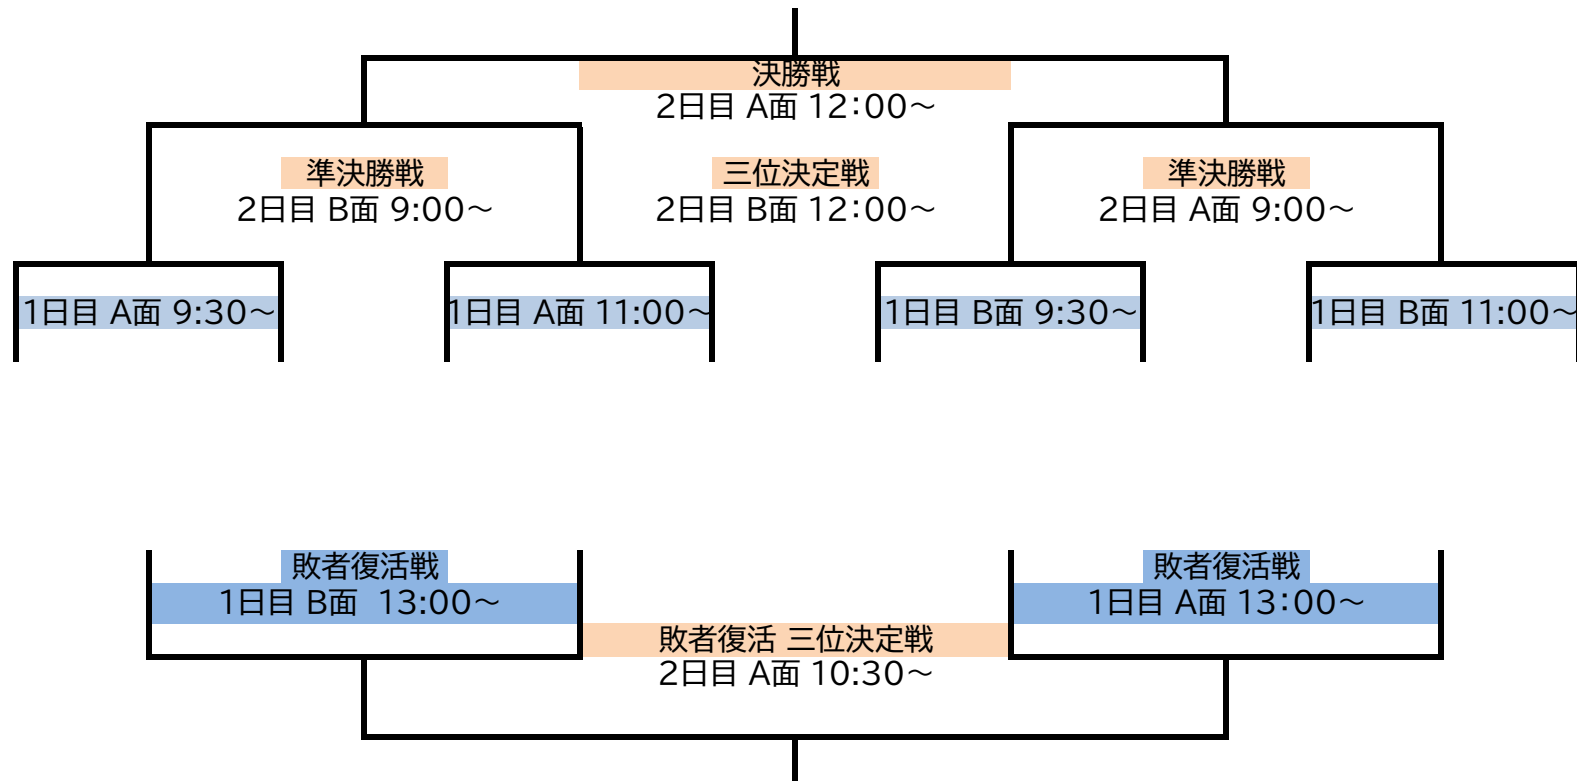 決勝戦
2日目 A面 12：00～
準決勝戦
2日目 B面 9:00～
三位決定戦
2日目 B面 12：00～
準決勝戦
2日目 A面 9:00～
1日目 A面 9:30～
1日目 A面 11:00～
1日目 B面 9:30～
1日目 B面 11:00～
敗者復活戦
1日目 B面  13:00～
敗者復活戦
1日目 A面 13：00～
敗者復活 三位決定戦
2日目 A面 10:30～